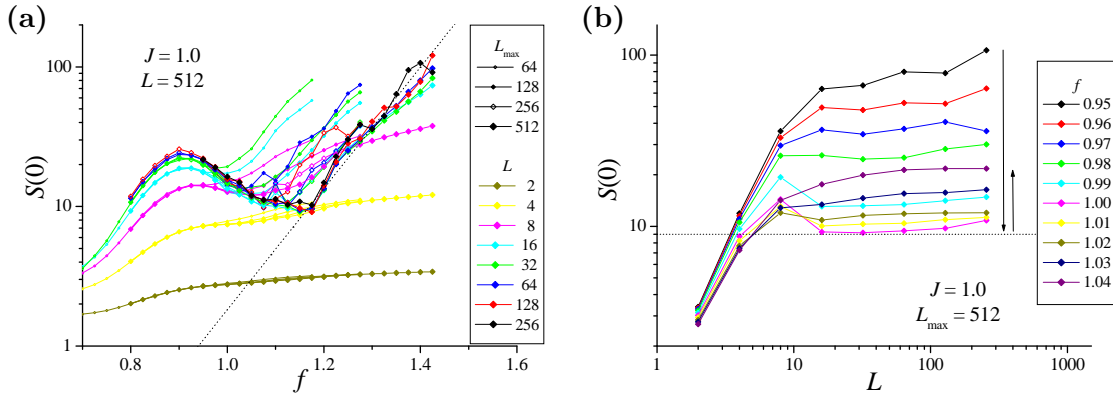 (a)
J = 1.0
L = 512
S(0)
100
10
1
0.8
1.0
1.2
1.4
1.6
f
Lmax
64
128
256
512
L
2
4
8
16
32
64
128
256
(b)
S(0)
100
10
1
10
100
1000
L
J = 1.0
Lmax = 512
f
0.95
0.96
0.97
0.98
0.99
1.00
1.01
1.02
1.03
1.04